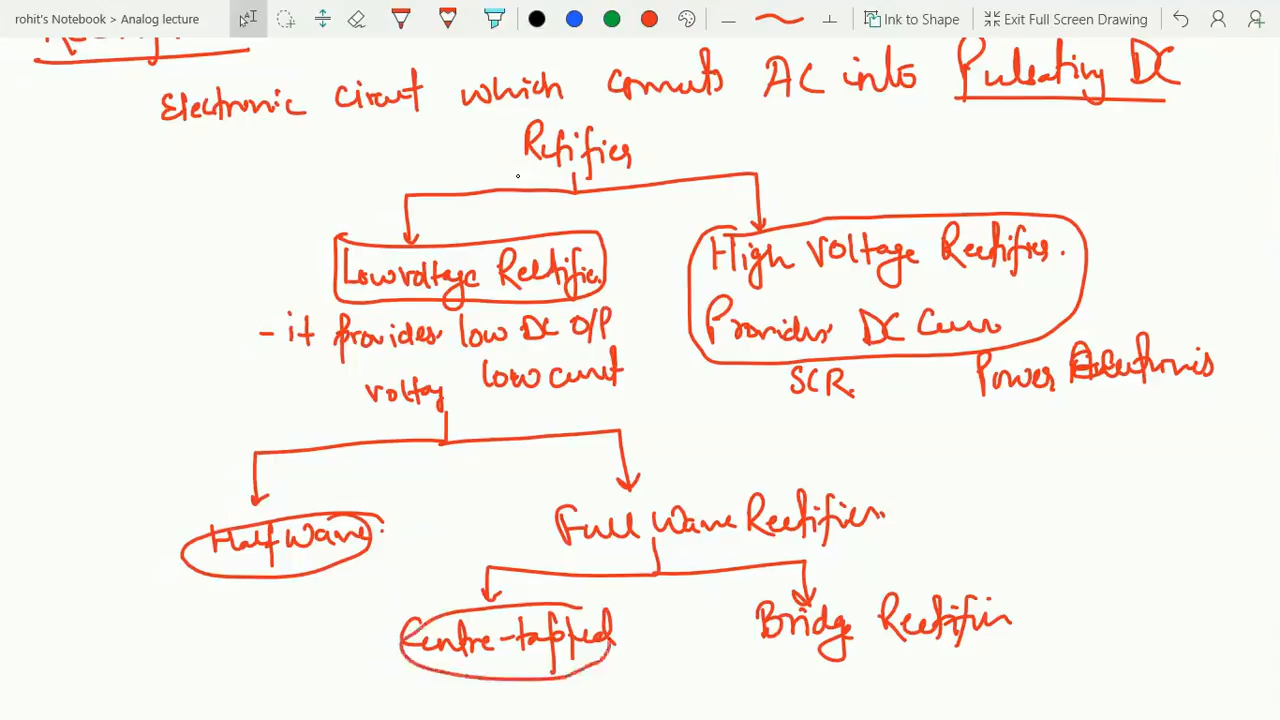 rohit's Notebook > Analog lecture
Ink to Shape
Exit Full Screen Drawing
Electronic circuit which converts AC into Pulsating DC
Rectifier
Low voltage Rectifier
High Voltage Rectifier.
- it provides low DC O/P
Provides DC
low current
SCR.
Power Electronics
voltag
Half Wave
Full Wave Rectifier
Centre-tapped
Bridge Rectifier